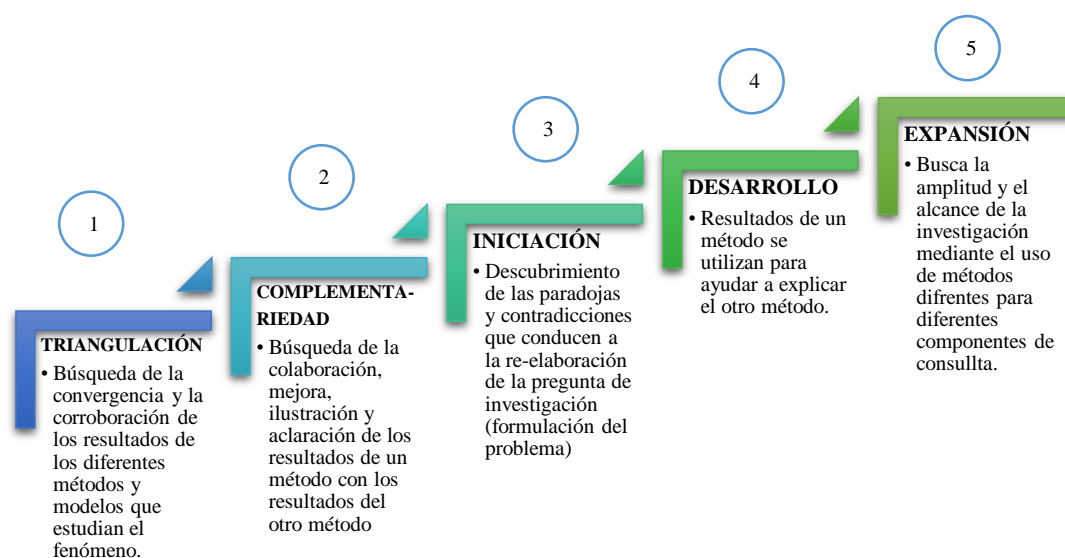 1
TRIANGULACIÓN
• Búsqueda de la
convergencia y la
corroboración de
los resultados de
los diferentes
métodos y
modelos que
estudian el
fenómeno.
2
COMPLEMENTA-
RIEDAD
• Búsqueda de la
colaboración,
mejora,
ilustración y
aclaración de los
resultados de un
método con los
resultados del
otro método
3
INICIACIÓN
• Descubrimiento
de las paradojas
y contradicciones
que conducen a
la re-elaboración
de la pregunta de
investigación
(formulación del
problema)
4
DESARROLLO
• Resultados de un
método se
utilizan para
ayudar a explicar
el otro método.
5
EXPANSIÓN
• Busca la
amplitud y el
alcance de la
investigación
mediante el uso
de métodos
difrentes para
diferentes
componentes de
consullta.